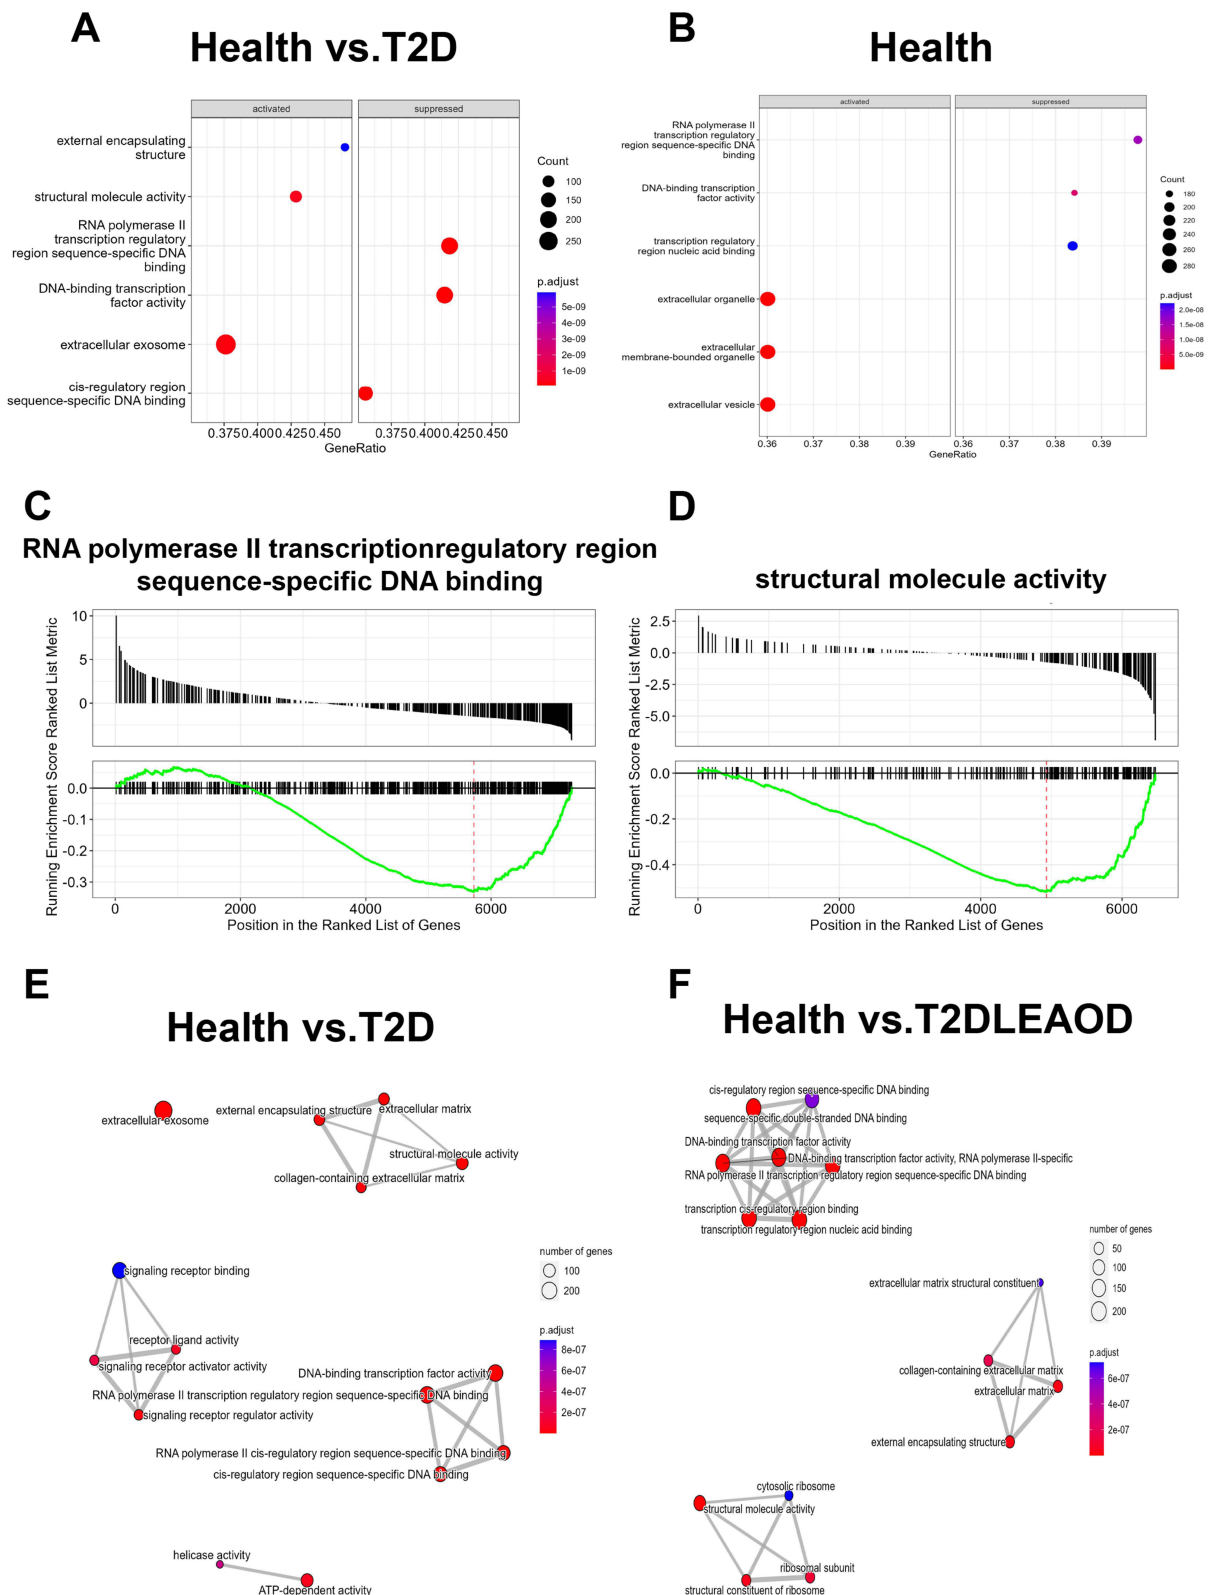 A
Health vs.T2D
activated
suppressed
external encapsulating
structure
structural molecule activity
RNA polymerase II
transcription regulatory
region sequence-specific DNA
binding
DNA-binding transcription
factor activity
extracellular exosome
cis-regulatory region
sequence-specific DNA binding
0.375 0.400 0.425 0.450
0.375 0.400 0.425 0.450
GeneRatio
Count
100
150
200
250
p.adjust
5e-09
4e-09
3e-09
2e-09
1e-09
B
Health
activated
suppressed
RNA polymerase II
transcription regulatory
region sequence-specific DNA
binding
DNA-binding transcription
factor activity
transcription regulatory
region nucleic acid binding
extracellular organelle
extracellular
membrane-bounded organelle
extracellular vesicle
0.36 0.37 0.38 0.39
0.36 0.37 0.38 0.39
GeneRatio
Count
180
200
220
240
260
280
p.adjust
2.0e-08
1.5e-08
1.0e-08
5.0e-09
C
RNA polymerase II transcriptionregulatory region
sequence-specific DNA binding
Ranked List Metric
10
5
0
Running Enrichment Score
0.0
-0.1
-0.2
-0.3
0 2000 4000 6000
Position in the Ranked List of Genes
D
structural molecule activity
Ranked List Metric
2.5
0.0
-2.5
-5.0
Running Enrichment Score
0.0
-0.2
-0.4
0 2000 4000 6000
Position in the Ranked List of Genes
E
Health vs.T2D
extracellular exosome
external encapsulating structure
extracellular matrix
structural molecule activity
collagen-containing extracellular matrix
signaling receptor binding
receptor ligand activity
signaling receptor activator activity
signaling receptor regulator activity
DNA-binding transcription factor activity
RNA polymerase II transcription regulatory region sequence-specific DNA binding
RNA polymerase II cis-regulatory region sequence-specific DNA binding
cis-regulatory region sequence-specific DNA binding
helicase activity
ATP-dependent activity
number of genes
100
200
p.adjust
8e-07
6e-07
4e-07
2e-07
F
Health vs.T2DLEAOD
cis-regulatory region sequence-specific DNA binding
sequence-specific double-stranded DNA binding
DNA-binding transcription factor activity
DNA-binding transcription factor activity, RNA polymerase II-specific
RNA polymerase II transcription regulatory region sequence-specific DNA binding
transcription cis-regulatory region binding
transcription regulatory region nucleic acid binding
extracellular matrix structural constituent
collagen-containing extracellular matrix
extracellular matrix
external encapsulating structure
cytosolic ribosome
structural molecule activity
ribosomal subunit
structural constituent of ribosome
number of genes
50
100
150
200
p.adjust
6e-07
4e-07
2e-07